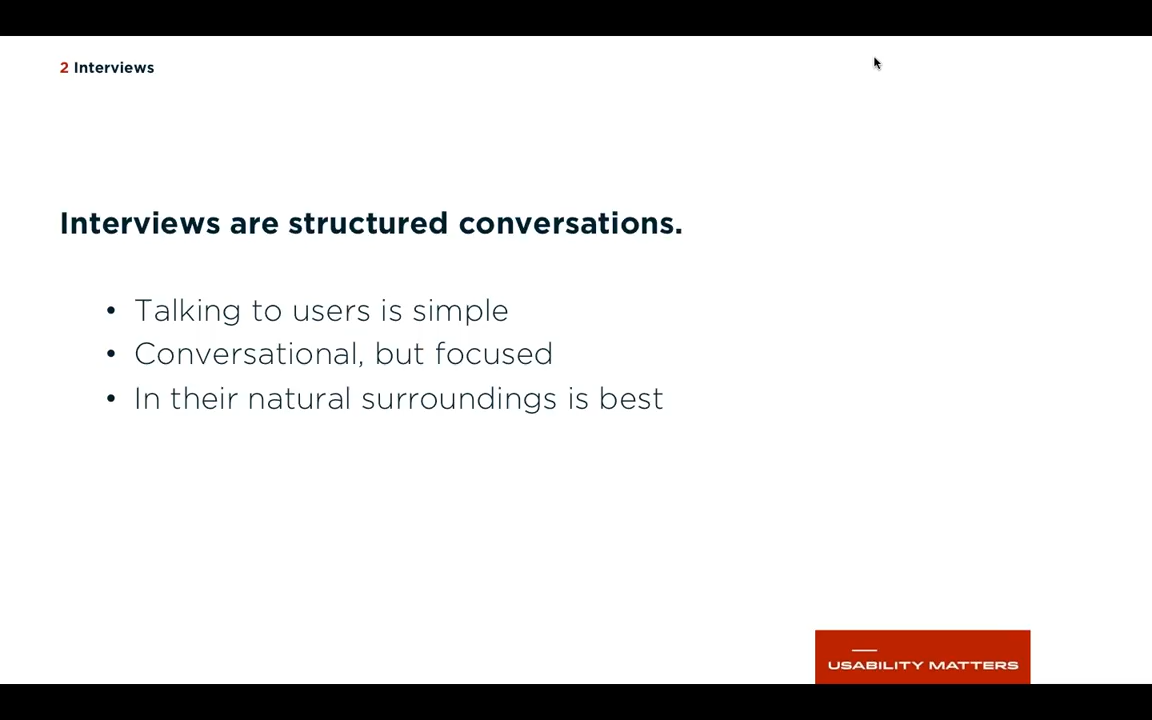 2 Interviews
Interviews are structured conversations.
• Talking to users is simple
• Conversational, but focused
• In their natural surroundings is best
USABILITY MATTERS